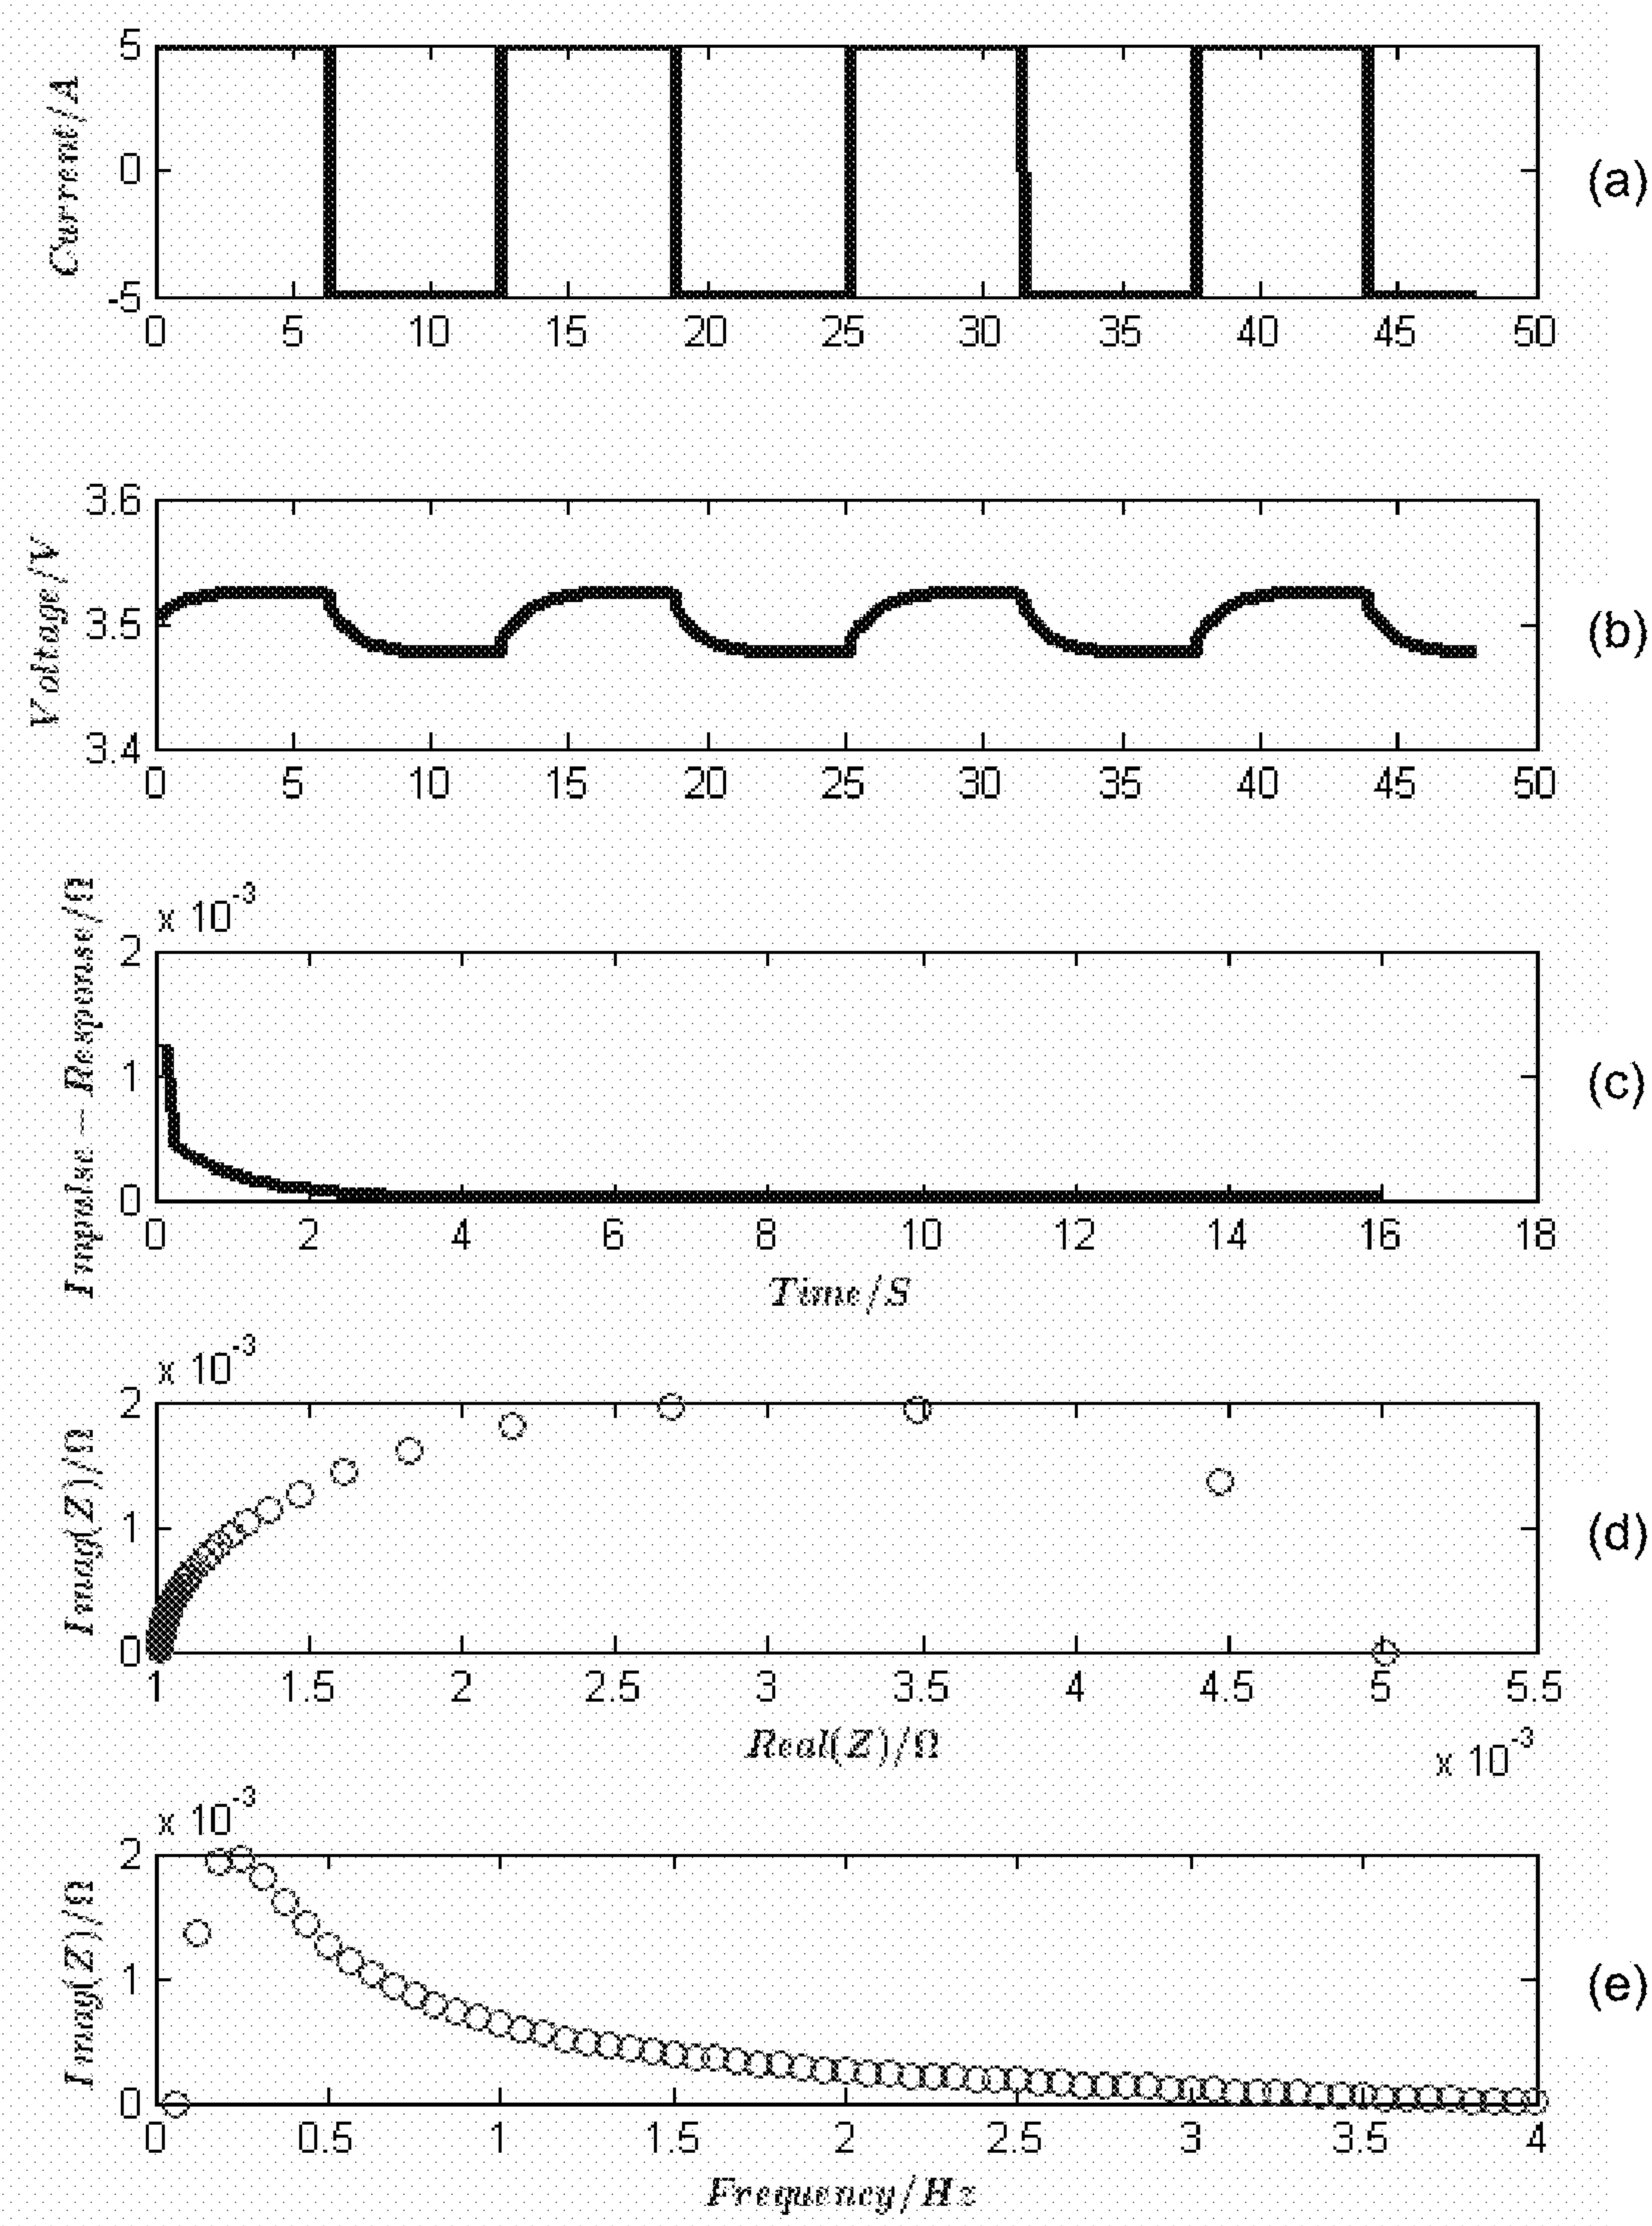 5
0
-5
Current/A
0 5 10 15 20 25 30 35 40 45 50
(a)
3.6
3.5
3.4
Voltage/V
0 5 10 15 20 25 30 35 40 45 50
(b)
x 10-3
2
1
0
Impulse - Response/Ω
0 2 4 6 8 10 12 14 16 18
Time/S
(c)
x 10-3
2
1
0
Imag(Z)/Ω
1 1.5 2 2.5 3 3.5 4 4.5 5 5.5
Real(Z)/Ω
x 10-3
(d)
x 10-3
2
1
0
Imag(Z)/Ω
0 0.5 1 1.5 2 2.5 3 3.5 4
Frequency/Hz
(e)